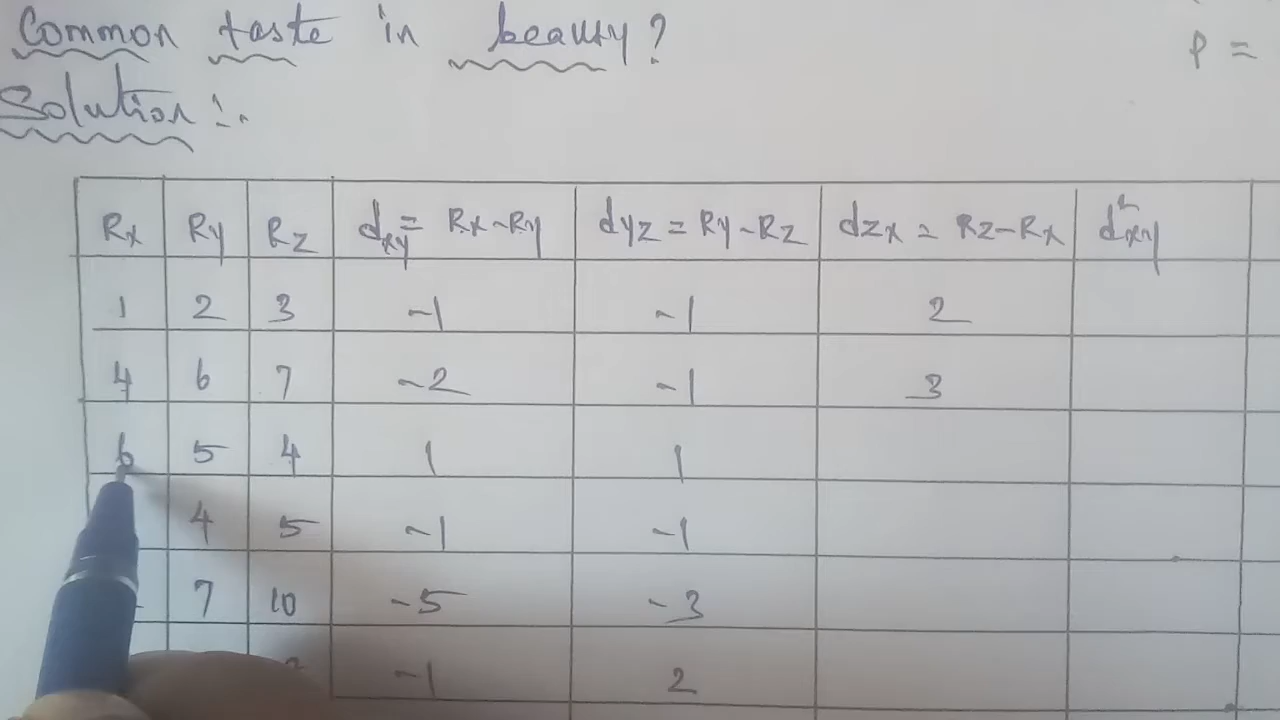 Common taste in beauty?
P =
Solution :-
Rx Ry Rz dxy = Rx-Ry dyz = Ry-Rz dzx = Rz-Rx d²xy
1 2 3 -1 -1 2
4 6 7 -2 -1 3
6 5 4 1 1
4 5 -1 -1
7 10 -5 -3
-1 2